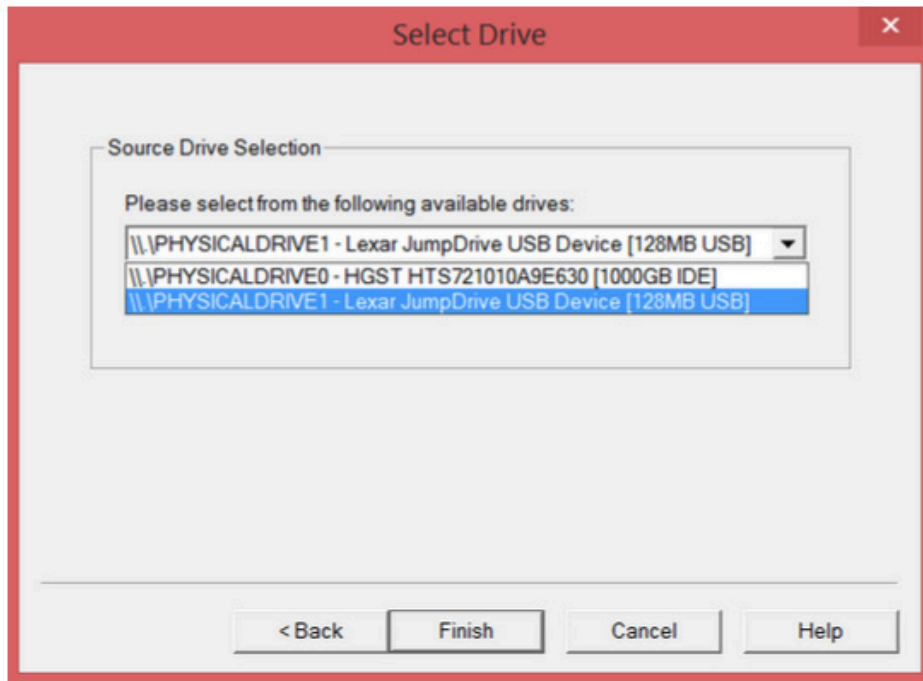 Select Drive
×
Source Drive Selection
Please select from the following available drives:
\\.\PHYSICALDRIVE1 - Lexar JumpDrive USB Device [128MB USB]
\\.\PHYSICALDRIVE0 - HGST HTS721010A9E630 [1000GB IDE]
\\.\PHYSICALDRIVE1 - Lexar JumpDrive USB Device [128MB USB]
< Back Finish Cancel Help